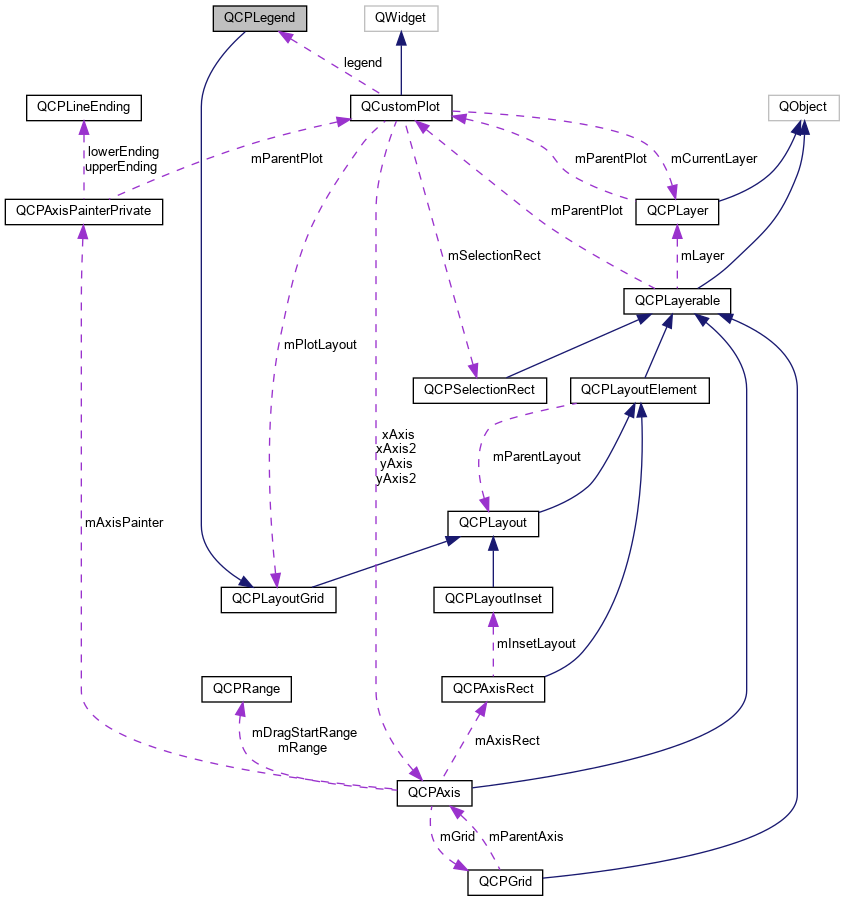 QCPLegend
QWidget
legend
QCPLineEnding
QCustomPlot
QObject
lowerEnding
upperEnding
mParentPlot
mParentPlot
mCurrentLayer
QCPAxisPainterPrivate
mParentPlot
QCPLayer
mSelectionRect
mLayer
QCPLayerable
mPlotLayout
QCPSelectionRect
QCPLayoutElement
xAxis
xAxis2
yAxis
yAxis2
mParentLayout
mAxisPainter
QCPLayout
QCPLayoutGrid
QCPLayoutInset
mInsetLayout
QCPRange
QCPAxisRect
mDragStartRange
mRange
mAxisRect
QCPAxis
mGrid
mParentAxis
QCPGrid